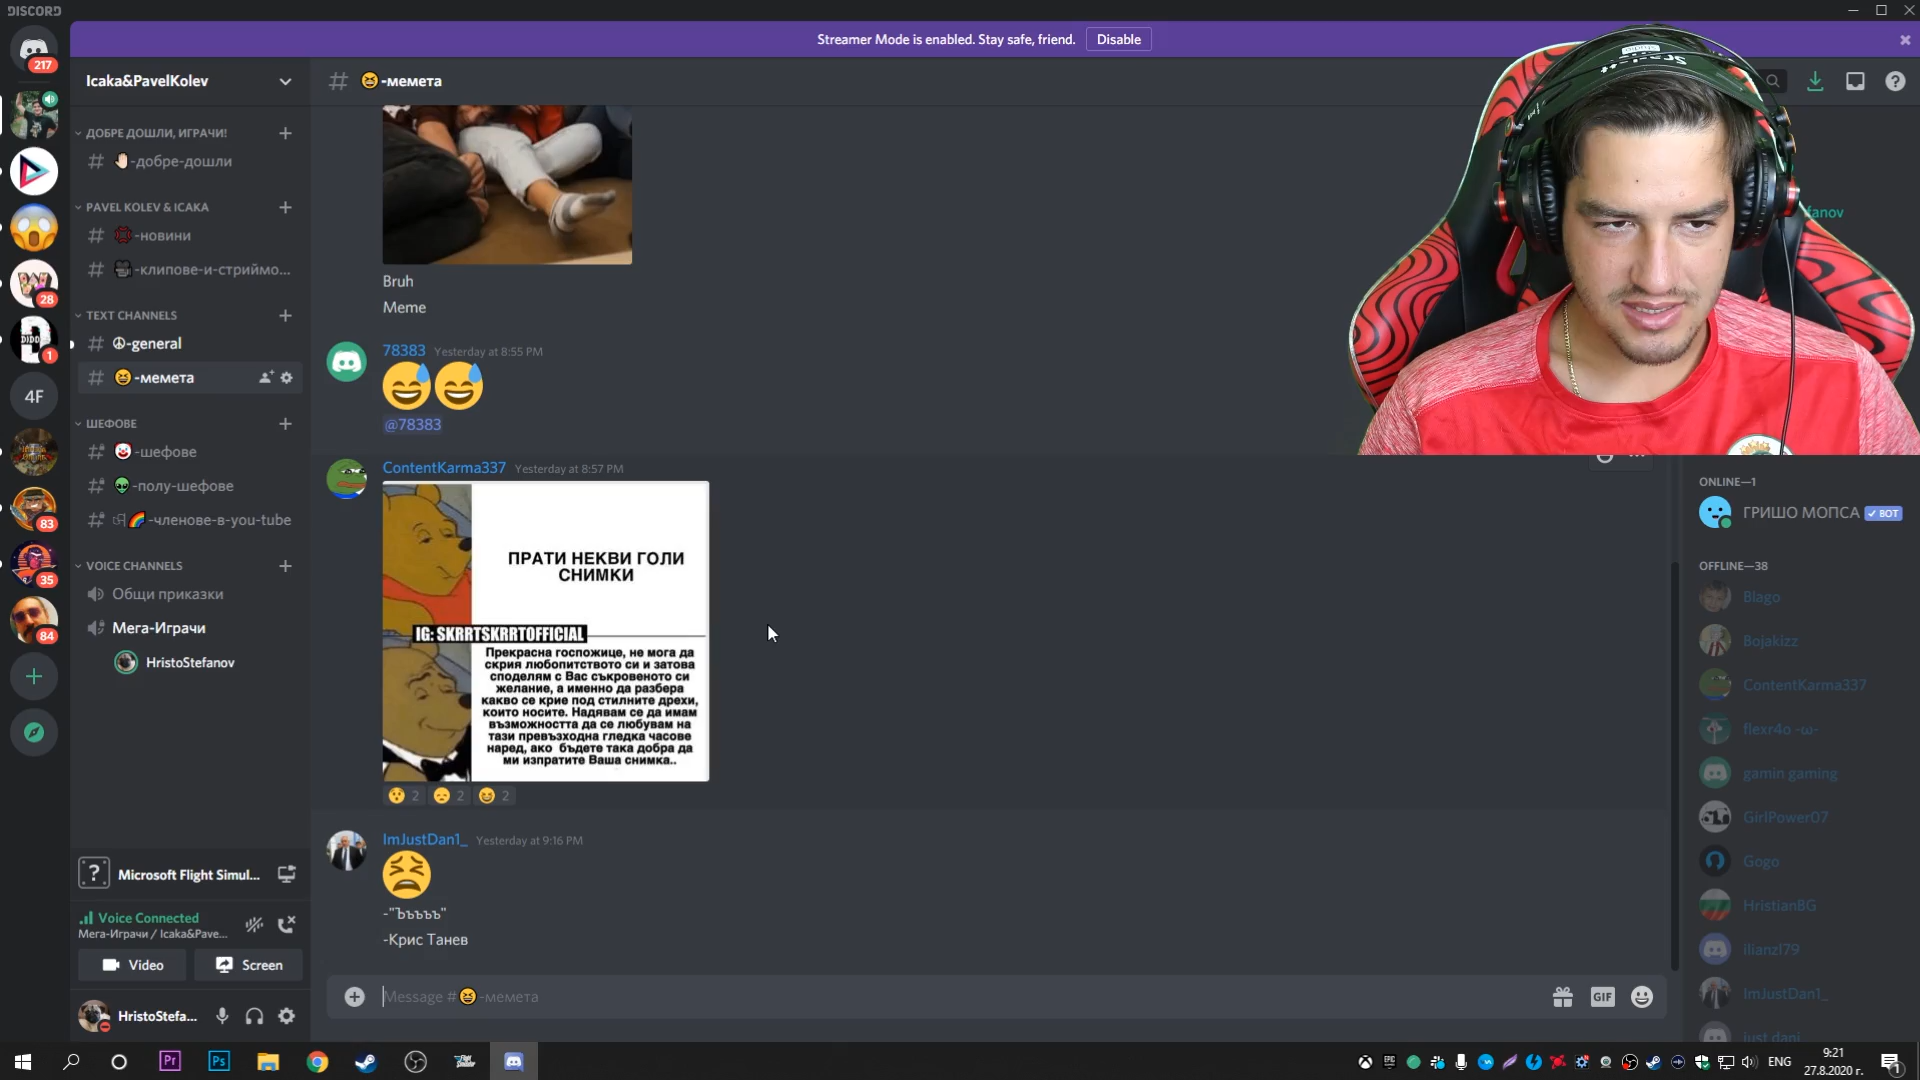 DISCORD
Streamer Mode is enabled. Stay safe, friend.
Disable
217
28
DIDD
1
4F
83
35
84
Icaka&PavelKolev
ДОБРЕ ДОШЛИ, ИГРАЧИ!
-добре-дошли
PAVEL KOLEV & ICAKA
-новини
-клипове-и-стриймо...
TEXT CHANNELS
-general
-мемета
ШЕФОВЕ
-шефове
-полу-шефове
-членове-в-you-tube
VOICE CHANNELS
Общи приказки
Мега-Играчи
HristoStefanov
Microsoft Flight Simul...
Voice Connected
Мега-Играчи / Icaka&Pave...
Video
Screen
HristoStefa...
# 😆-мемета
Bruh
Meme
78383 Yesterday at 8:55 PM
@78383
ContentKarma337 Yesterday at 8:57 PM
ПРАТИ НЕКВИ ГОЛИ
СНИМКИ
IG: SKRRTSKRRTOFFICIAL
Прекрасна госпожице, не мога да
скрия любопитството си и затова
споделям с Вас съкровеното си
желание, а именно да разбера
какво се крие под стилните дрехи,
които носите. Надявам се да имам
възможността да се любувам на
тази превъзходна гледка часове
наред, ако бъдете така добра да
ми изпратите Ваша снимка..
2 2 2
ImJustDan1_ Yesterday at 9:16 PM
-"Ъъъъъ"
-Крис Танев
Message #😆-мемета
GIF
fanov
ONLINE—1
ГРИШО МОПСА BOT
OFFLINE—38
Blago
Bojakizz
ContentKarma337
flexr4o -ω-
gamin gaming
GirlPower07
Gogo
HristianBG
ilianz179
ImJustDan1_
just dani
Pr
Ps
ENG
9:21
27.8.2020 г.
1